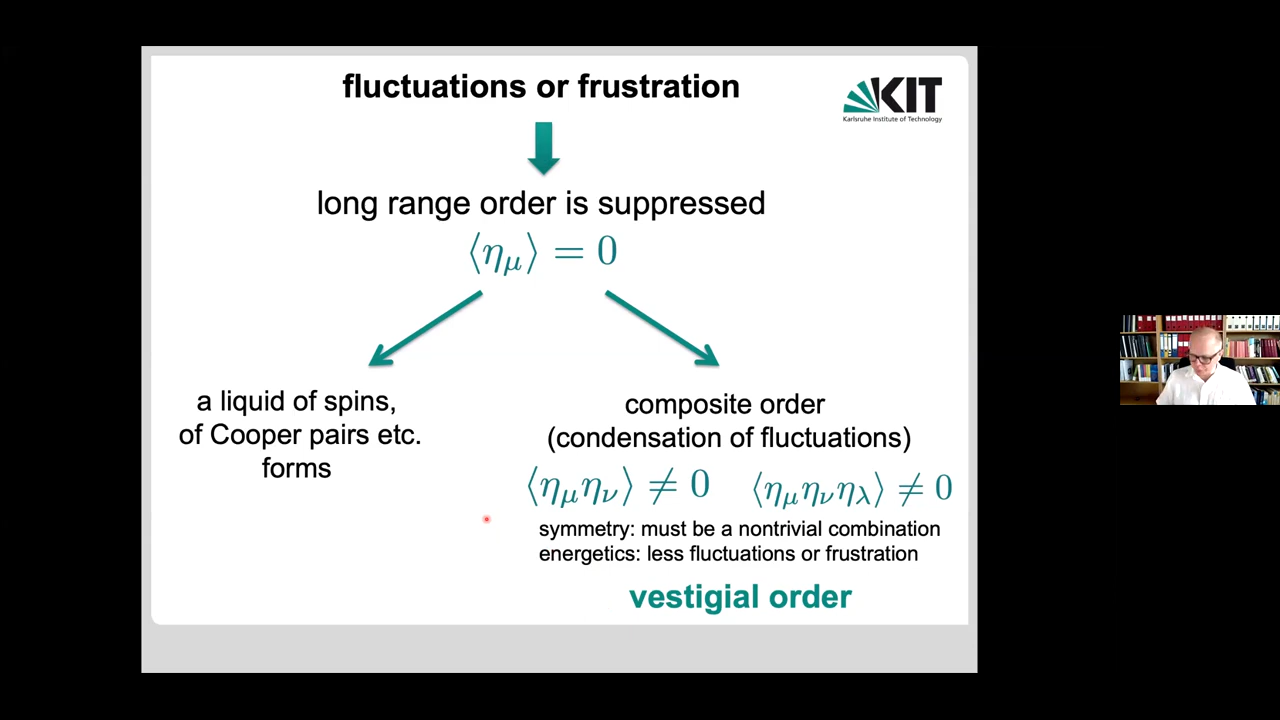 fluctuations or frustration
KIT
Karlsruhe Institute of Technology
long range order is suppressed
⟨η_μ⟩ = 0
a liquid of spins,
of Cooper pairs etc.
forms
composite order
(condensation of fluctuations)
⟨η_μ η_ν⟩ ≠ 0 ⟨η_μ η_ν η_λ⟩ ≠ 0
symmetry: must be a nontrivial combination
energetics: less fluctuations or frustration
vestigial order